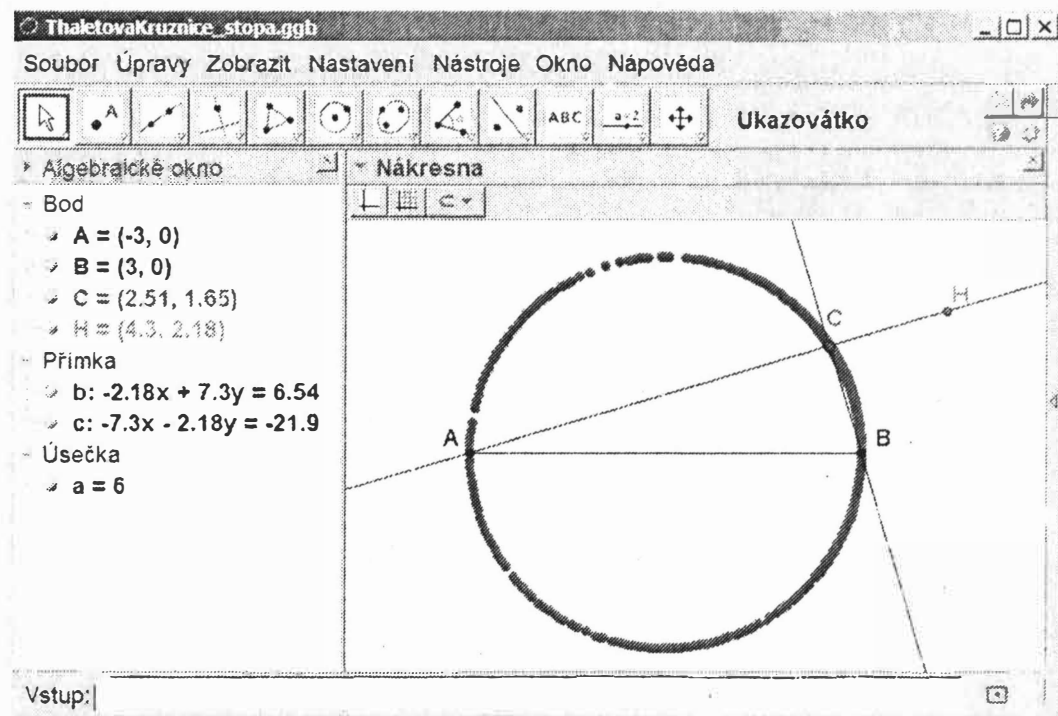 ThaletovaKruznice_stopa.ggb
Soubor Úpravy Zobrazit Nastavení Nástroje Okno Nápověda
A
ABC
a=2
Ukazovátko
Algebraické okno
Nákresna
Bod
A = (-3, 0)
B = (3, 0)
C = (2.51, 1.65)
H = (4.3, 2.18)
Přímka
b: -2.18x + 7.3y = 6.54
c: -7.3x - 2.18y = -21.9
Úsečka
a = 6
H
C
A
B
Vstup: